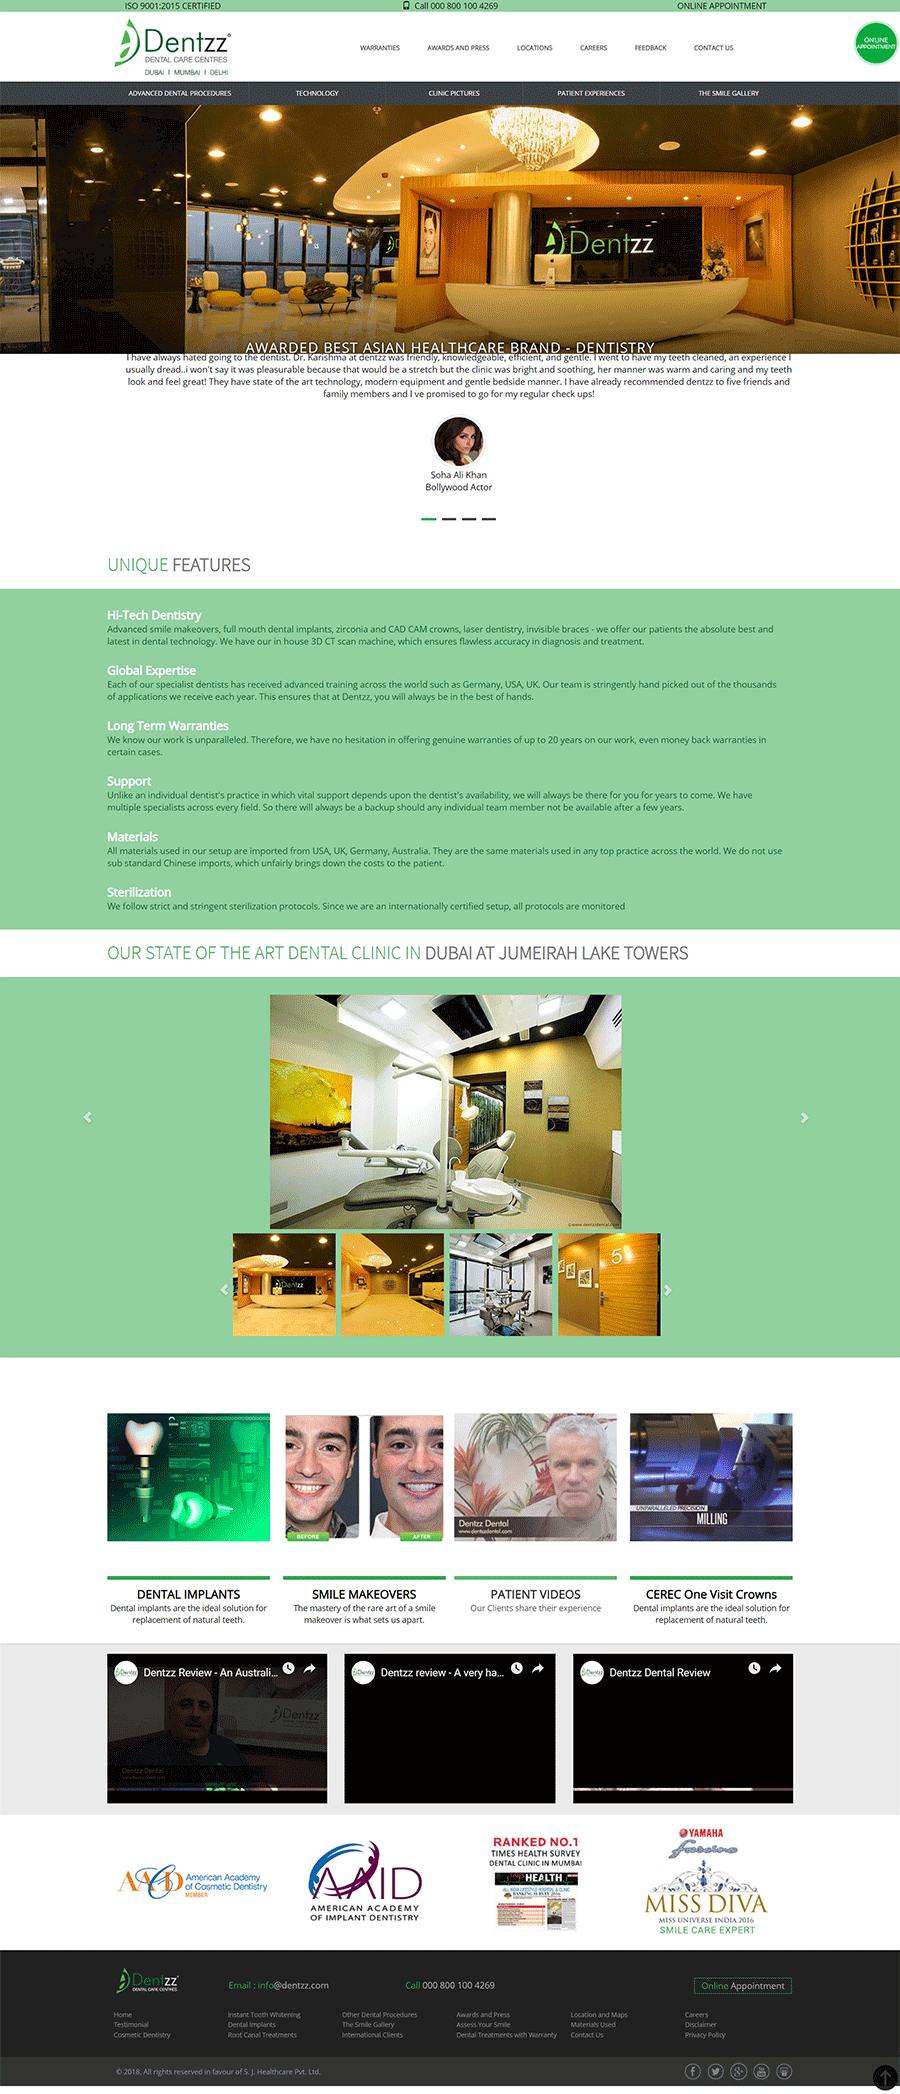 ISO 9001:2015 CERTIFIED
Call 000 800 100 4269
ONLINE APPOINTMENT
Dentzz®
DENTAL CARE CENTRES
DUBAI I MUMBAI I DELHI
WARRANTIES
AWARDS AND PRESS
LOCATIONS
CAREERS
FEEDBACK
CONTACT US
ONLINE
APPOINTMENT
ADVANCED DENTAL PROCEDURES
TECHNOLOGY
CLINIC PICTURES
PATIENT EXPERIENCES
THE SMILE GALLERY
Dentzz
AWARDED BEST ASIAN HEALTHCARE BRAND - DENTISTRY
I have always hated going to the dentist. Dr. Karishma at dentzz was friendly, knowledgeable, efficient, and gentle. I went to have my teeth cleaned, an experience I
usually dread..i won't say it was pleasurable because that would be a stretch but the clinic was bright and soothing, her manner was warm and caring and my teeth
look and feel great! They have state of the art technology, modern equipment and gentle bedside manner. I have already recommended dentzz to five friends and
family members and I ve promised to go for my regular check ups!
Soha Ali Khan
Bollywood Actor
UNIQUE FEATURES
Hi-Tech Dentistry
Advanced smile makeovers, full mouth dental implants, zirconia and CAD CAM crowns, laser dentistry, invisible braces - we offer our patients the absolute best and
latest in dental technology. We have our in house 3D CT scan machine, which ensures flawless accuracy in diagnosis and treatment.
Global Expertise
Each of our specialist dentists has received advanced training across the world such as Germany, USA, UK. Our team is stringently hand picked out of the thousands
of applications we receive each year. This ensures that at Dentzz, you will always be in the best of hands.
Long Term Warranties
We know our work is unparalleled. Therefore, we have no hesitation in offering genuine warranties of up to 20 years on our work, even money back warranties in
certain cases.
Support
Unlike an individual dentist's practice in which vital support depends upon the dentist's availability, we will always be there for you for years to come. We have
multiple specialists across every field. So there will always be a backup should any individual team member not be available after a few years.
Materials
All materials used in our setup are imported from USA, UK, Germany, Australia. They are the same materials used in any top practice across the world. We do not use
sub standard Chinese imports, which unfairly brings down the costs to the patient.
Sterilization
We follow strict and stringent sterilization protocols. Since we are an internationally certified setup, all protocols are monitored
OUR STATE OF THE ART DENTAL CLINIC IN DUBAI AT JUMEIRAH LAKE TOWERS
©www.dentzzdental.com
Dentzz
5
BEFORE
AFTER
Dentzz Dental
www.dentzzdental.com
UNPARALLELED PRECISION
MILLING
DENTAL IMPLANTS
Dental implants are the ideal solution for
replacement of natural teeth.
SMILE MAKEOVERS
The mastery of the rare art of a smile
makeover is what sets us apart.
PATIENT VIDEOS
Our Clients share their experience
CEREC One Visit Crowns
Dental implants are the ideal solution for
replacement of natural teeth.
Dentzz Review - An Australi...
Dentzz
Dentzz Dental
Dentzz review - A very ha...
Dentzz Dental Review
AACD
American Academy
of Cosmetic Dentistry
MEMBER
AAID
AMERICAN ACADEMY
OF IMPLANT DENTISTRY
RANKED NO.1
TIMES HEALTH SURVEY
DENTAL CLINIC IN MUMBAI
HEALTH
YAMAHA
Fascino
MISS DIVA
MISS UNIVERSE INDIA 2016
SMILE CARE EXPERT
Dentzz
DENTAL CARE CENTRES
Email : info@dentzz.com
Call 000 800 100 4269
Online Appointment
Home
Testimonial
Cosmetic Dentistry
Instant Tooth Whitening
Dental Implants
Root Canal Treatments
Other Dental Procedures
The Smile Gallery
International Clients
Awards and Press
Assess Your Smile
Dental Treatments with Warranty
Location and Maps
Materials Used
Contact Us
Careers
Disclaimer
Privacy Policy
© 2018. All rights reserved in favour of S. J. Healthcare Pvt. Ltd.